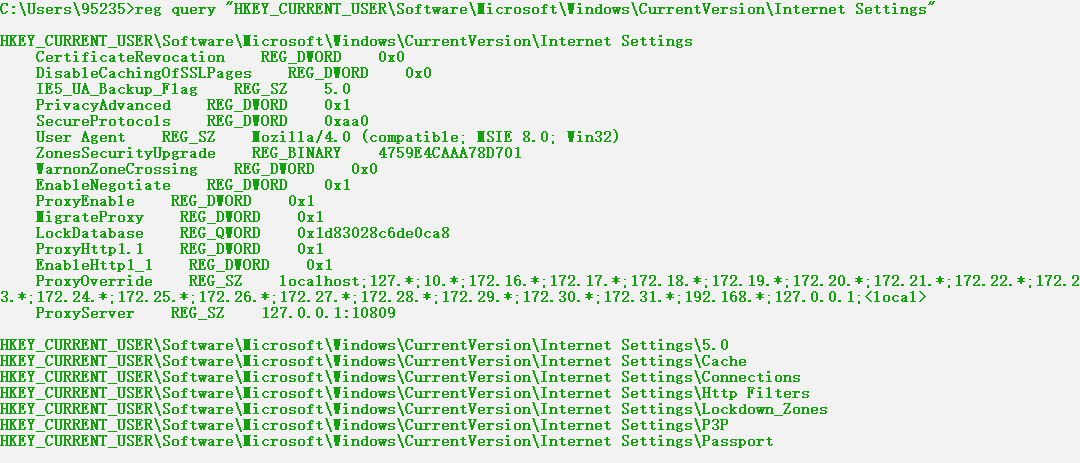 C:\Users\95235>reg query "HKEY_CURRENT_USER\Software\Microsoft\Windows\CurrentVersion\Internet Settings"
HKEY_CURRENT_USER\Software\Microsoft\Windows\CurrentVersion\Internet Settings
CertificateRevocation    REG_DWORD    0x0
DisableCachingOfSSLPages    REG_DWORD    0x0
IE5_UA_Backup_Flag    REG_SZ    5.0
PrivacyAdvanced    REG_DWORD    0x1
SecureProtocols    REG_DWORD    0xaa0
User Agent    REG_SZ    Mozilla/4.0 (compatible; MSIE 8.0; Win32)
ZonesSecurityUpgrade    REG_BINARY    4759E4CAAA78D701
WarnonZoneCrossing    REG_DWORD    0x0
EnableNegotiate    REG_DWORD    0x1
ProxyEnable    REG_DWORD    0x1
MigrateProxy    REG_DWORD    0x1
LockDatabase    REG_QWORD    0x1d83028c6de0ca8
ProxyHttp1.1    REG_DWORD    0x1
EnableHttp1_1    REG_DWORD    0x1
ProxyOverride    REG_SZ    localhost;127.*;10.*;172.16.*;172.17.*;172.18.*;172.19.*;172.20.*;172.21.*;172.22.*;172.2
3.*;172.24.*;172.25.*;172.26.*;172.27.*;172.28.*;172.29.*;172.30.*;172.31.*;192.168.*;127.0.0.1;<local>
ProxyServer    REG_SZ    127.0.0.1:10809
HKEY_CURRENT_USER\Software\Microsoft\Windows\CurrentVersion\Internet Settings\5.0
HKEY_CURRENT_USER\Software\Microsoft\Windows\CurrentVersion\Internet Settings\Cache
HKEY_CURRENT_USER\Software\Microsoft\Windows\CurrentVersion\Internet Settings\Connections
HKEY_CURRENT_USER\Software\Microsoft\Windows\CurrentVersion\Internet Settings\Http Filters
HKEY_CURRENT_USER\Software\Microsoft\Windows\CurrentVersion\Internet Settings\Lockdown_Zones
HKEY_CURRENT_USER\Software\Microsoft\Windows\CurrentVersion\Internet Settings\P3P
HKEY_CURRENT_USER\Software\Microsoft\Windows\CurrentVersion\Internet Settings\Passport